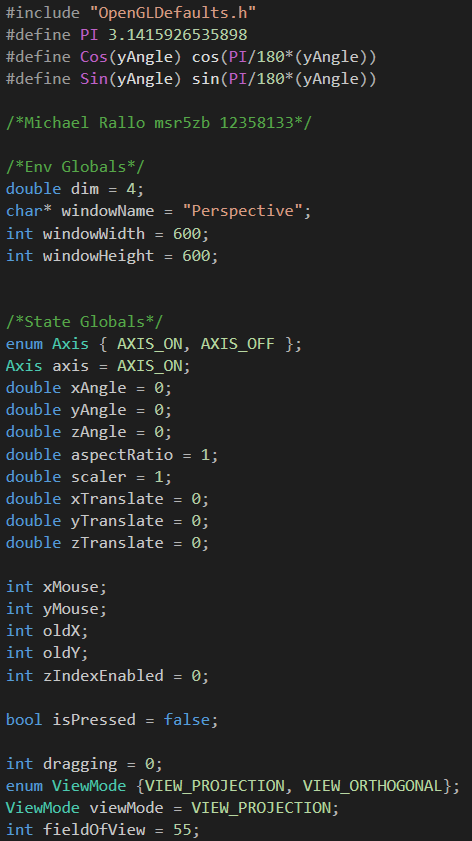 #include "OpenGLDefaults.h"
#define PI 3.1415926535898
#define Cos(yAngle) cos(PI/180*(yAngle))
#define Sin(yAngle) sin(PI/180*(yAngle))
/*Michael Rallo msr5zb 12358133*/
/*Env Globals*/
double dim = 4;
char* windowName = "Perspective";
int windowWidth = 600;
int windowHeight = 600;
/*State Globals*/
enum Axis { AXIS_ON, AXIS_OFF };
Axis axis = AXIS_ON;
double xAngle = 0;
double yAngle = 0;
double zAngle = 0;
double aspectRatio = 1;
double scaler = 1;
double xTranslate = 0;
double yTranslate = 0;
double zTranslate = 0;
int xMouse;
int yMouse;
int oldX;
int oldY;
int zIndexEnabled = 0;
bool isPressed = false;
int dragging = 0;
enum ViewMode {VIEW_PROJECTION, VIEW_ORTHOGONAL};
ViewMode viewMode = VIEW_PROJECTION;
int fieldOfView = 55;